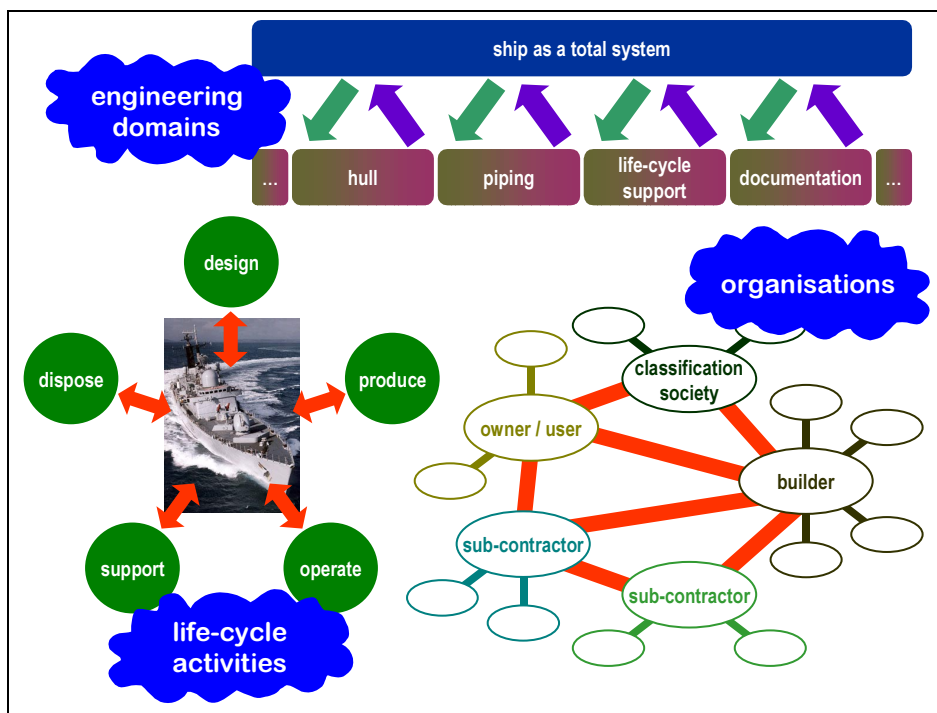 ship as a total system
engineering
domains
...
hull
piping
life-cycle
support
documentation
...
design
organisations
dispose
produce
classification
society
owner / user
builder
sub-contractor
support
operate
sub-contractor
life-cycle
activities